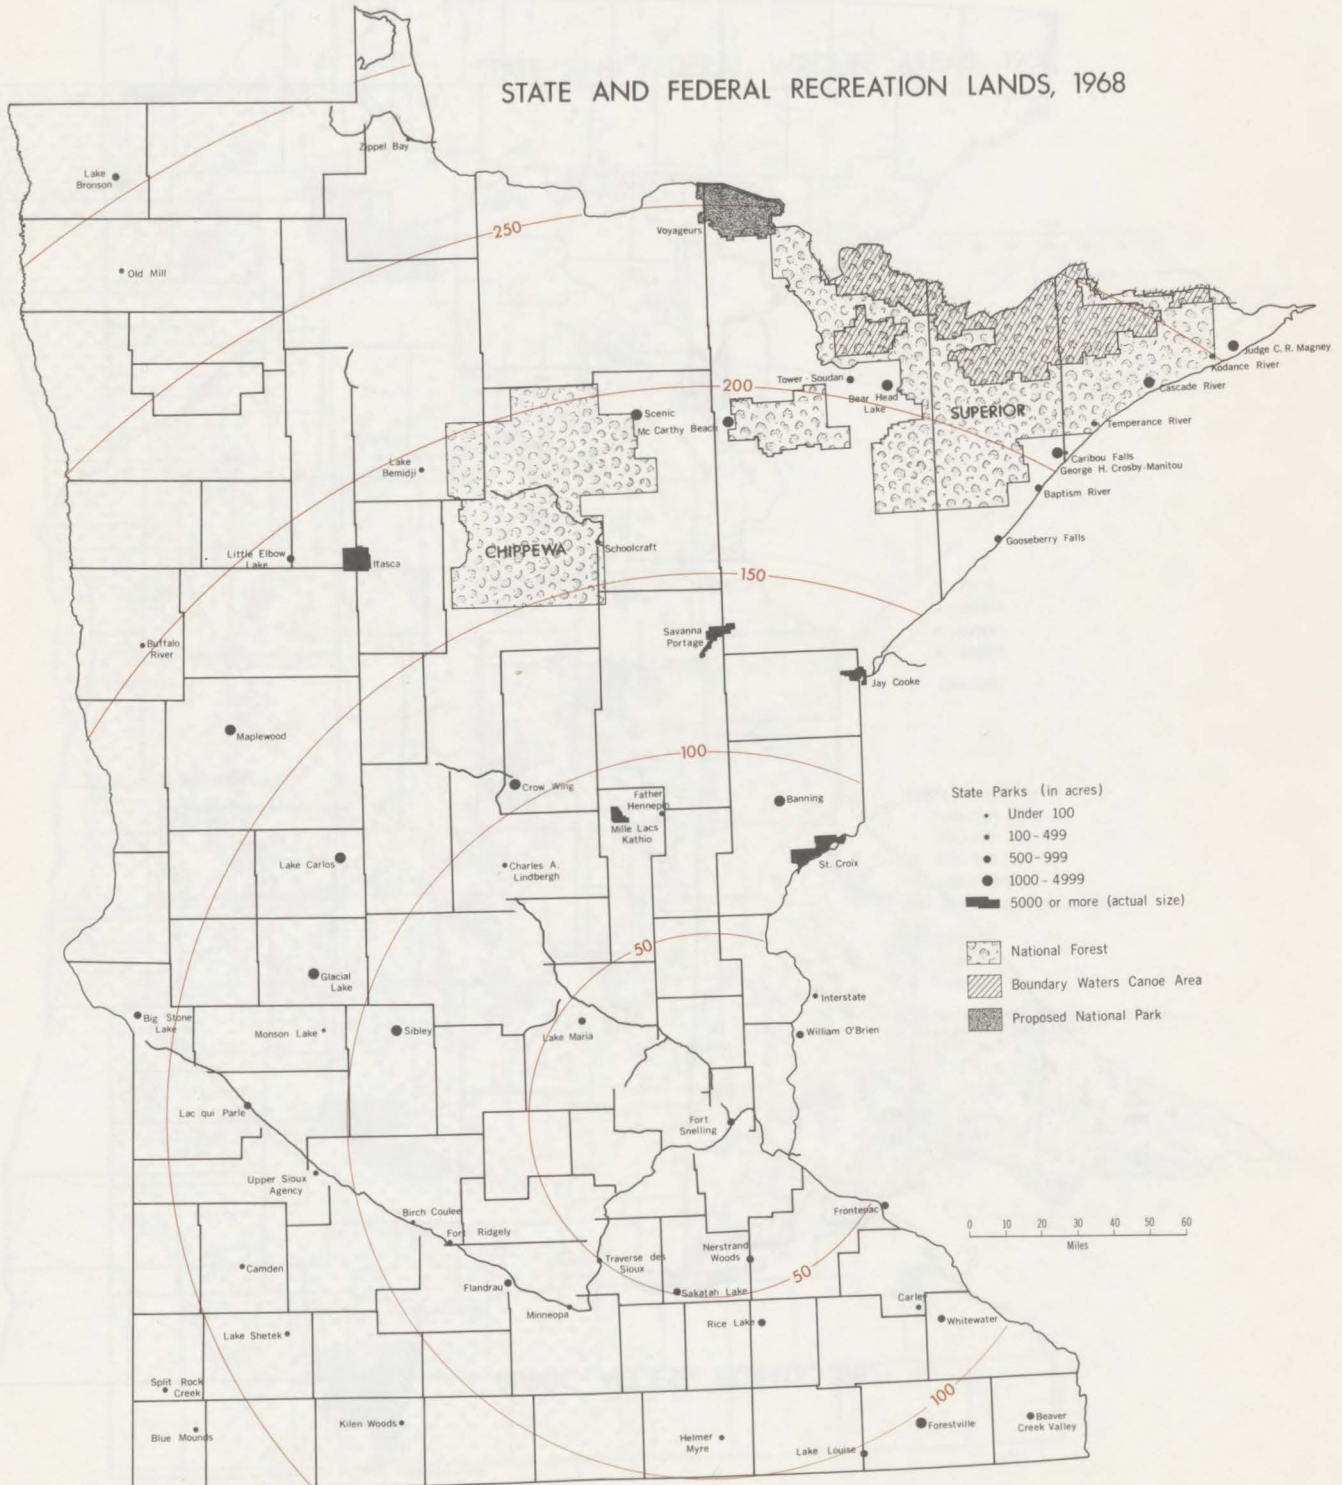 STATE AND FEDERAL RECREATION LANDS, 1968
Zippel Bay
Lake
Bronson
Voyageurs
250
Old Mill
Judge C. R. Magney
Kodance River
Tower - Soudan
200
Cascade River
Bear Head
Lake
SUPERIOR
Scenic
Mc Carthy Beach
Temperance River
Lake
Bemidji
Caribou Falls
George H. Crosby-Manitou
Baptism River
Gooseberry Falls
CHIPPEWA
Schoolcraft
Little Elbow
Lake
Itasca
150
Savanna
Portage
Buffalo
River
Jay Cooke
Maplewood
100
Crow Wing
Father
Hennepin
Banning
Mille Lacs
Kathio
State Parks (in acres)
Under 100
100 - 499
500 - 999
1000 - 4999
5000 or more (actual size)
Lake Carlos
Charles A.
Lindbergh
St. Croix
50
National Forest
Boundary Waters Canoe Area
Proposed National Park
Glacial
Lake
Interstate
Big Stone
Lake
Monson Lake
Sibley
Lake Maria
William O'Brien
Lac qui Parle
Fort
Snelling
Upper Sioux
Agency
Birch Coulee
Fort Ridgely
Frontenac
0 10 20 30 40 50 60
Miles
Traverse des
Sioux
Nerstrand
Woods
Camden
Flandrau
50
Sakatah Lake
Minneopa
Carley
Lake Shetek
Rice Lake
Whitewater
Split Rock
Creek
100
Blue Mounds
Kilen Woods
Helmer
Myre
Lake Louise
Forestville
Beaver
Creek Valley